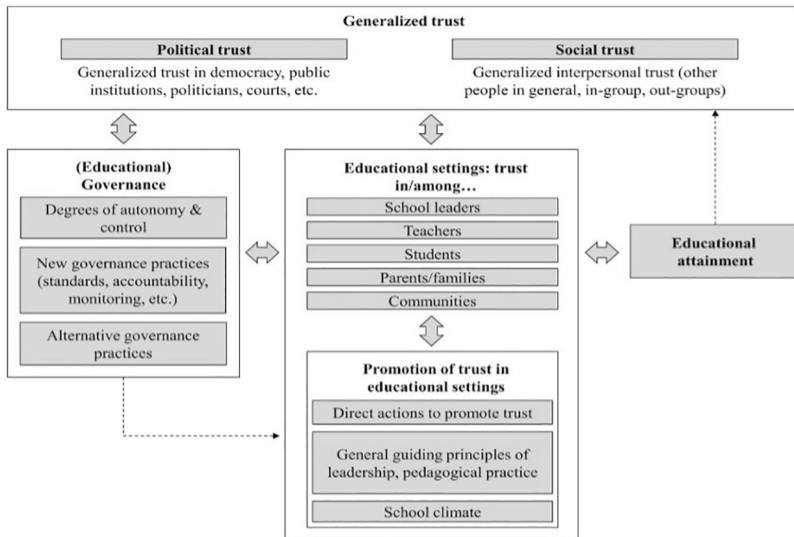 Generalized trust
Political trust
Generalized trust in democracy, public
institutions, politicians, courts, etc.
Social trust
Generalized interpersonal trust (other
people in general, in-group, out-groups)
(Educational)
Governance
Degrees of autonomy &
control
New governance practices
(standards, accountability,
monitoring, etc.)
Alternative governance
practices
Educational settings: trust
in/among…
School leaders
Teachers
Students
Parents/families
Communities
Promotion of trust in
educational settings
Direct actions to promote trust
General guiding principles of
leadership, pedagogical practice
School climate
Educational
attainment